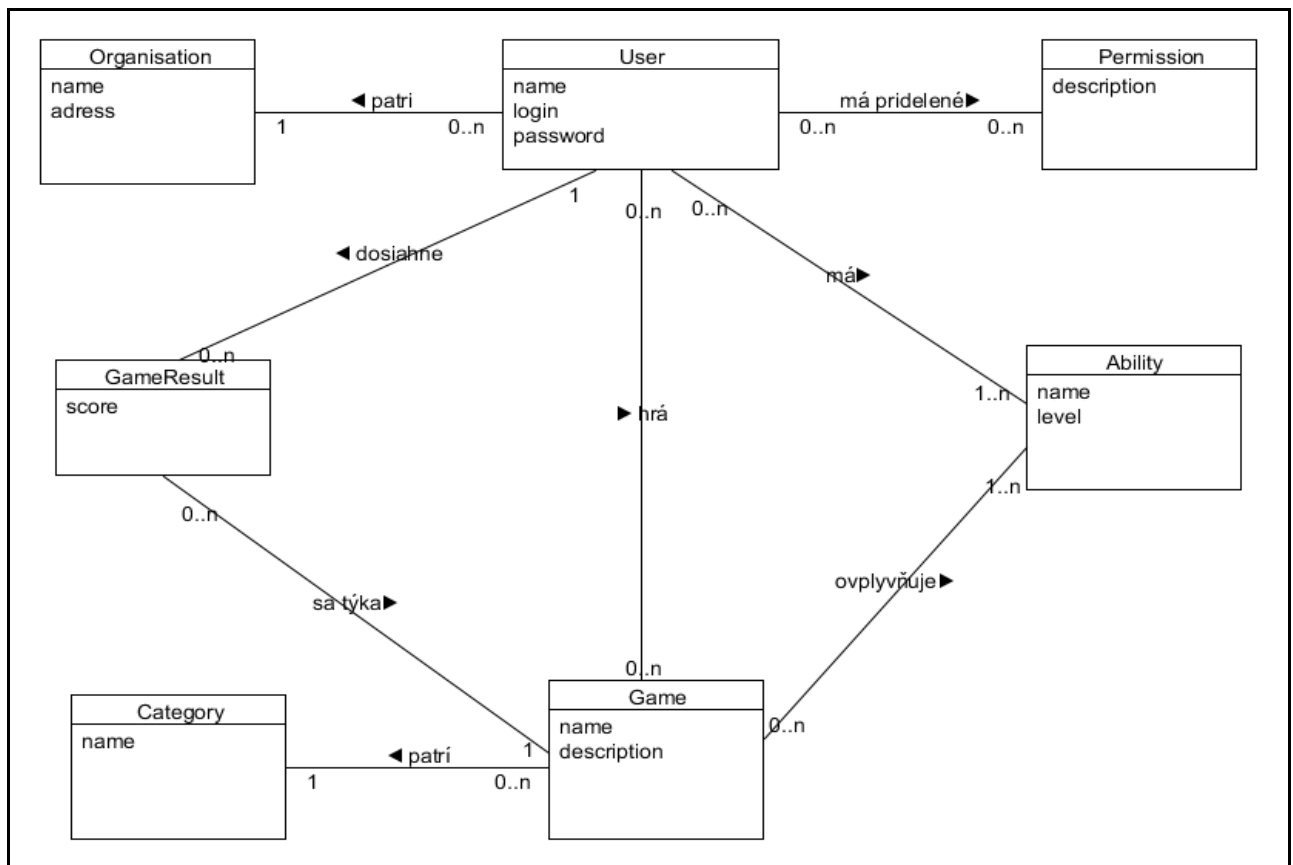 Organisation
name
adress
◄ patri
1
0..n
User
name
login
password
má pridelené►
0..n
0..n
Permission
description
1
0..n
0..n
◄ dosiahne
má►
0..n
GameResult
score
► hrá
1..n
Ability
name
level
1..n
0..n
ovplyvňuje►
sa týka►
0..n
Category
name
◄ patrí
1
0..n
1
Game
name
description
0..n